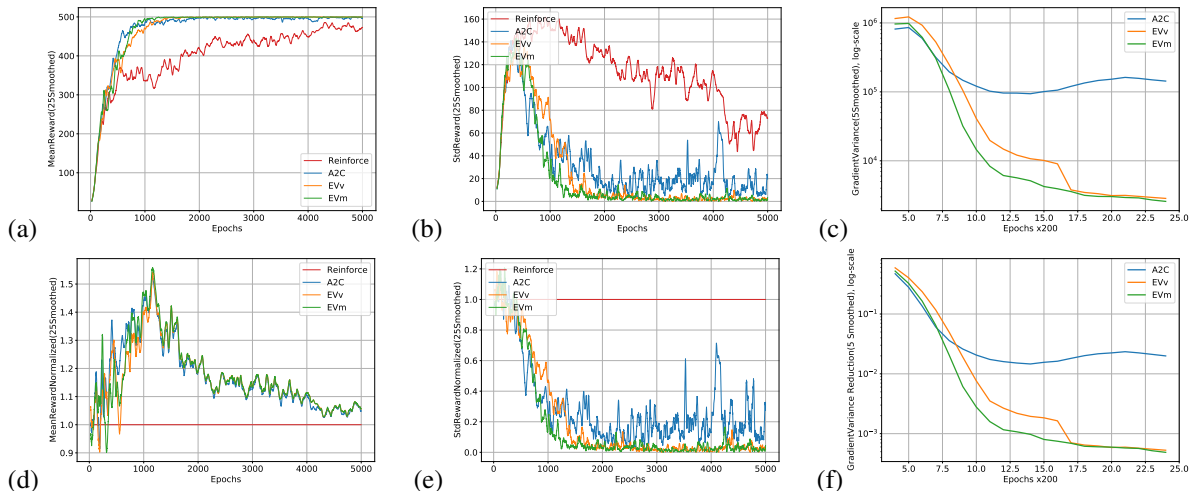 MeanReward(25Smoothed)
500
400
300
200
100
0
1000
2000
3000
4000
5000
Epochs
Reinforce
A2C
EVv
EVm
(a)
StdReward(25Smoothed)
160
140
120
100
80
60
40
20
0
0
1000
2000
3000
4000
5000
Epochs
Reinforce
A2C
EVv
EVm
(b)
GradientVariance(5Smoothed), log-scale
10^6
10^5
10^4
5.0
7.5
10.0
12.5
15.0
17.5
20.0
22.5
25.0
Epochs x200
A2C
EVv
EVm
(c)
MeanRewardNormalized(25Smoothed)
1.5
1.4
1.3
1.2
1.1
1.0
0.9
0
1000
2000
3000
4000
5000
Epochs
Reinforce
A2C
EVv
EVm
(d)
StdRewardNormalized(25Smoothed)
1.2
1.0
0.8
0.6
0.4
0.2
0.0
0
1000
2000
3000
4000
5000
Epochs
Reinforce
A2C
EVv
EVm
(e)
GradientVariance Reduction(5 Smoothed), log-scale
10^-1
10^-2
10^-3
5.0
7.5
10.0
12.5
15.0
17.5
20.0
22.5
25.0
Epochs x200
A2C
EVv
EVm
(f)